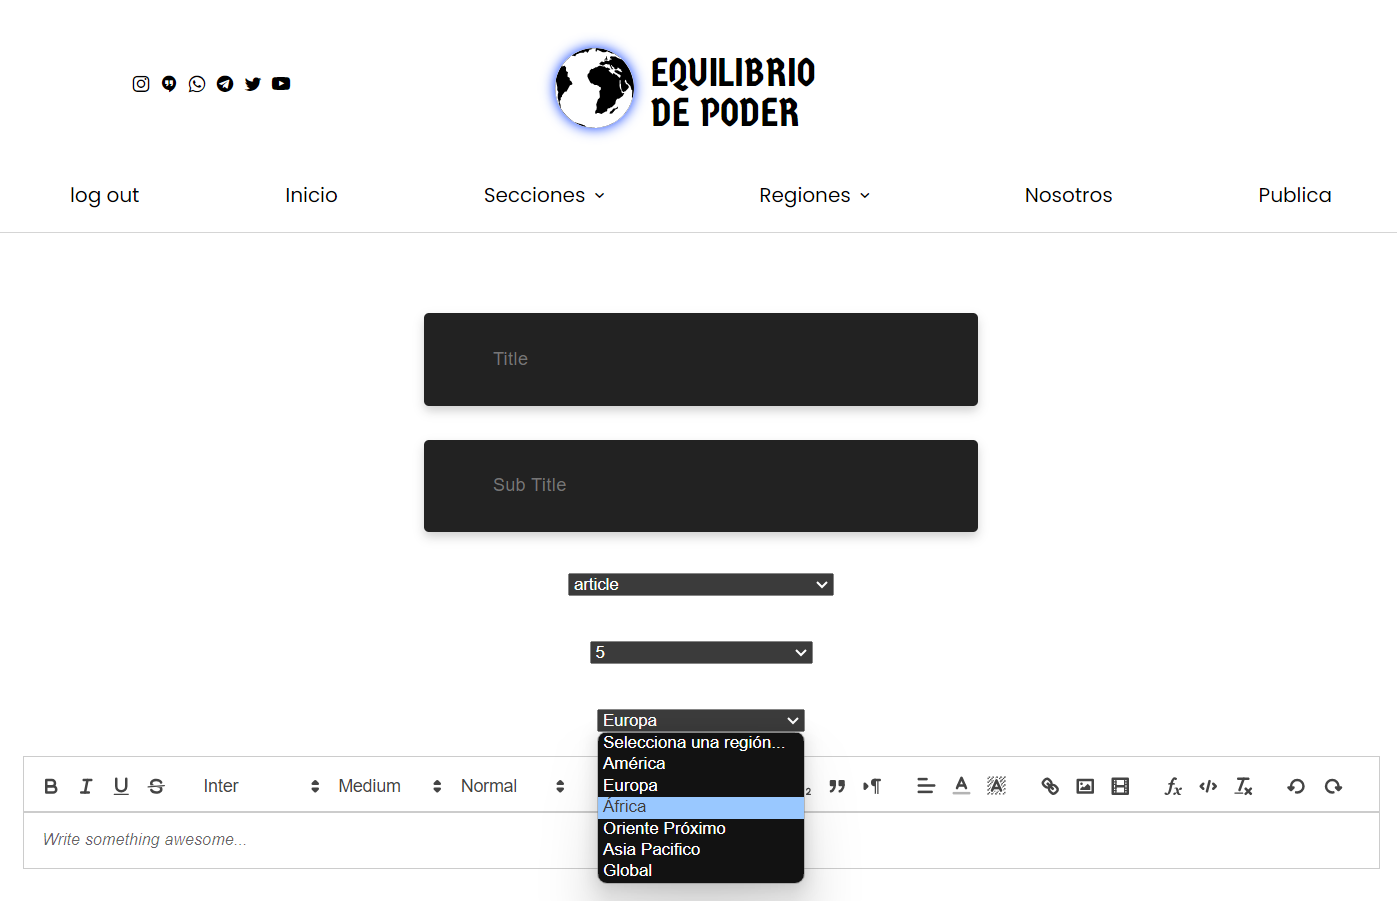 EQUILIBRIO
DE PODER
log out
Inicio
Secciones
Regiones
Nosotros
Publica
Title
Sub Title
article
5
Europa
Selecciona una región...
América
Europa
África
Oriente Próximo
Asia Pacifico
Global
Inter
Medium
Normal
Write something awesome...